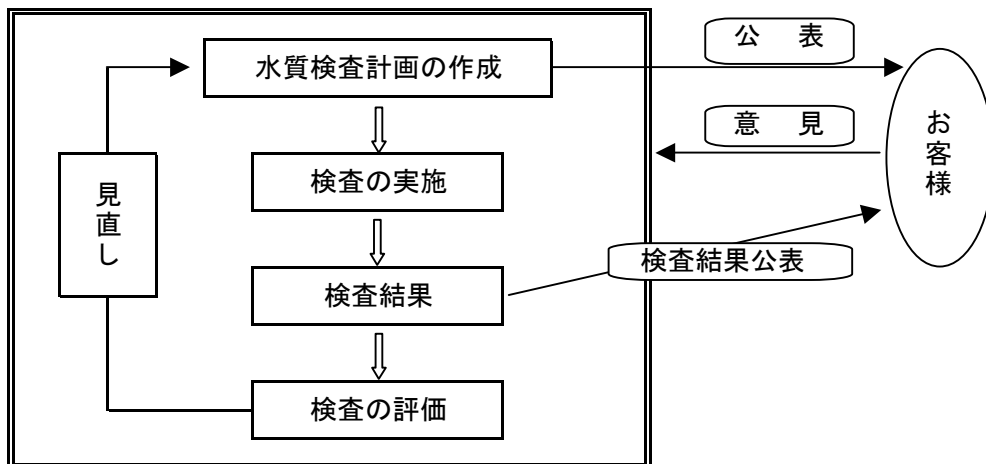 水質検査計画の作成
公　表
意　見
お客様
検査の実施
見直し
検査結果公表
検査結果
検査の評価